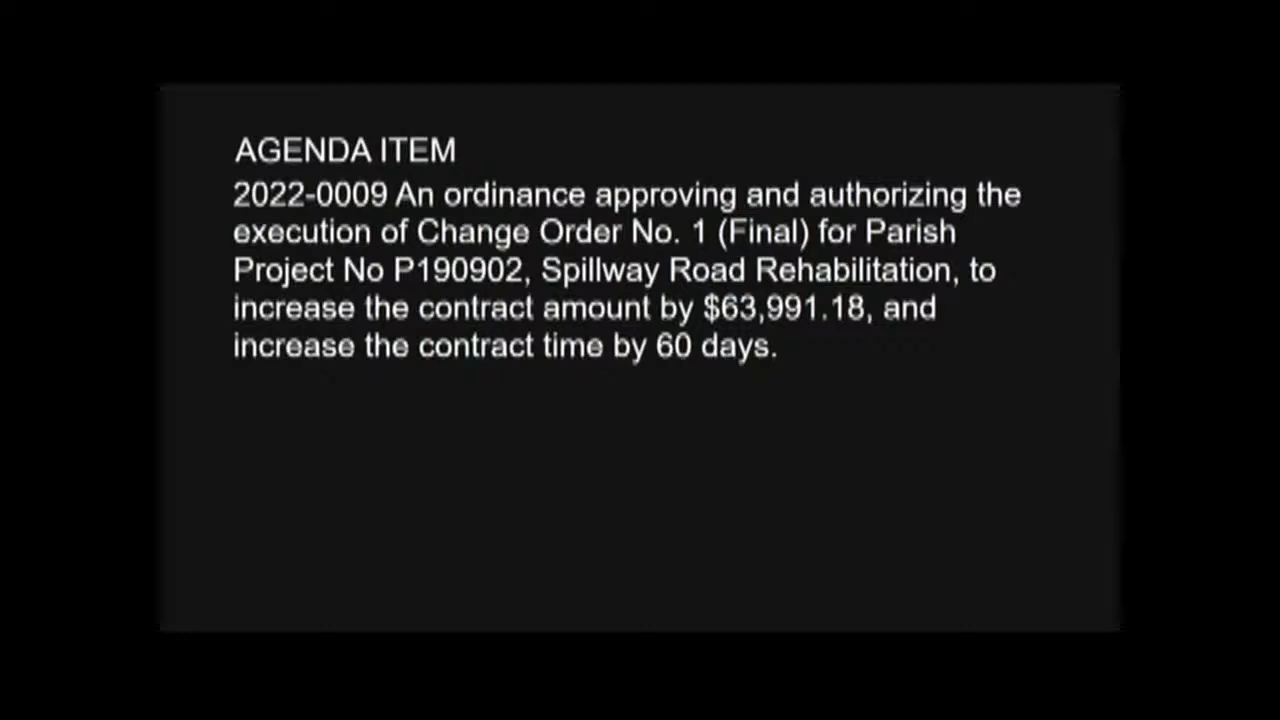 AGENDA ITEM
2022-0009 An ordinance approving and authorizing the
execution of Change Order No. 1 (Final) for Parish
Project No P190902, Spillway Road Rehabilitation, to
increase the contract amount by $63,991.18, and
increase the contract time by 60 days.